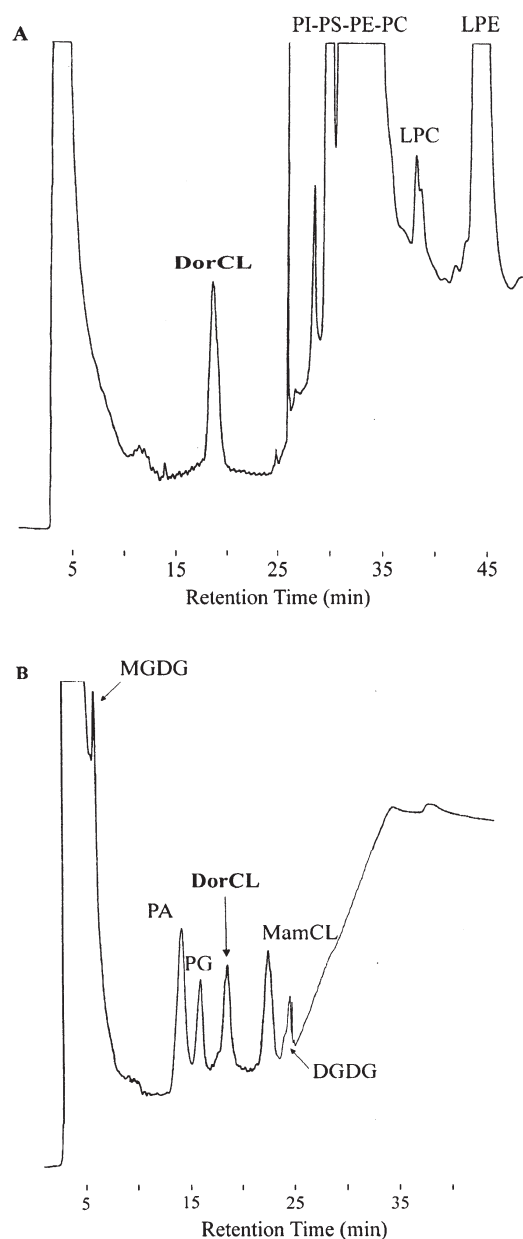 A
PI-PS-PE-PC
LPE
LPC
DorCL
5 15 25 35 45
Retention Time (min)
B
MGDG
DorCL
PA
MamCL
PG
DGDG
5 15 25 35
Retention Time (min)